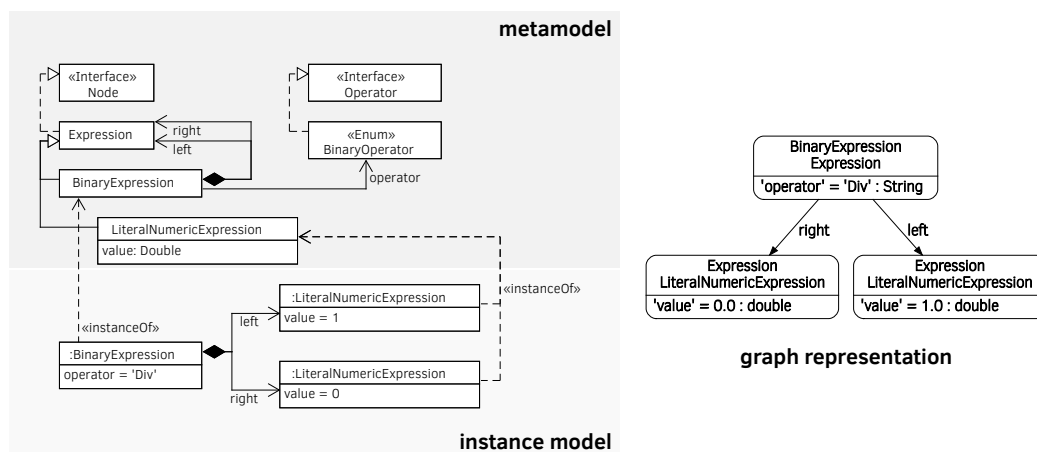 metamodel
«Interface»
Node
«Interface»
Operator
Expression
right
left
«Enum»
BinaryOperator
BinaryExpression
operator
LiteralNumericExpression
value: Double
«instanceOf»
«instanceOf»
:LiteralNumericExpression
value = 1
left
:BinaryExpression
operator = 'Div'
:LiteralNumericExpression
value = 0
right
instance model
BinaryExpression
Expression
'operator' = 'Div' : String
right
left
Expression
LiteralNumericExpression
'value' = 0.0 : double
Expression
LiteralNumericExpression
'value' = 1.0 : double
graph representation